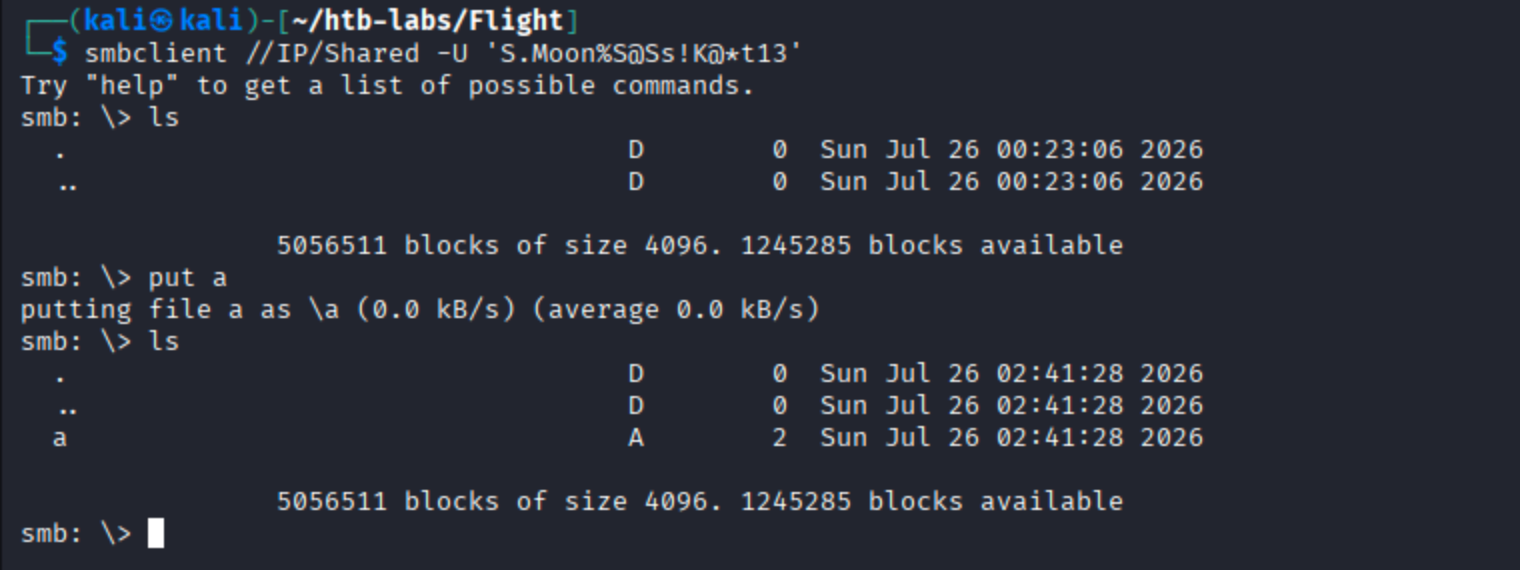 ┌──(kali㉿kali)-[~/htb-labs/Flight]
└─$ smbclient //IP/Shared -U 'S.Moon%S@Ss!K@*t13'
Try "help" to get a list of possible commands.
smb: \> ls
  .                                   D        0  Sun Jul 26 00:23:06 2026
  ..                                  D        0  Sun Jul 26 00:23:06 2026
                5056511 blocks of size 4096. 1245285 blocks available
smb: \> put a
putting file a as \a (0.0 kB/s) (average 0.0 kB/s)
smb: \> ls
  .                                   D        0  Sun Jul 26 02:41:28 2026
  ..                                  D        0  Sun Jul 26 02:41:28 2026
  a                                   A        2  Sun Jul 26 02:41:28 2026
                5056511 blocks of size 4096. 1245285 blocks available
smb: \>